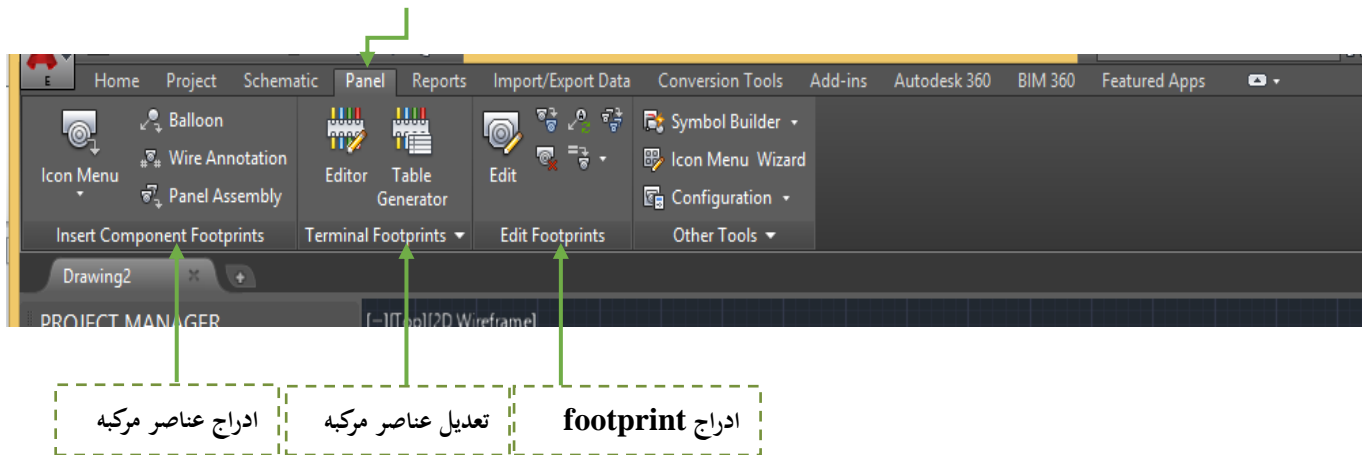 E
Home Project Schematic Panel Reports Import/Export Data Conversion Tools Add-ins Autodesk 360 BIM 360 Featured Apps
Icon Menu
Balloon
Wire Annotation
Panel Assembly
Insert Component Footprints
Editor
Table Generator
Terminal Footprints
Edit
Edit Footprints
Symbol Builder
Icon Menu Wizard
Configuration
Other Tools
Drawing2
PROJECT MANAGER
[−][Top][2D Wireframe]
ادراج عناصر مركبه
تعديل عناصر مركبه
ادراج footprint